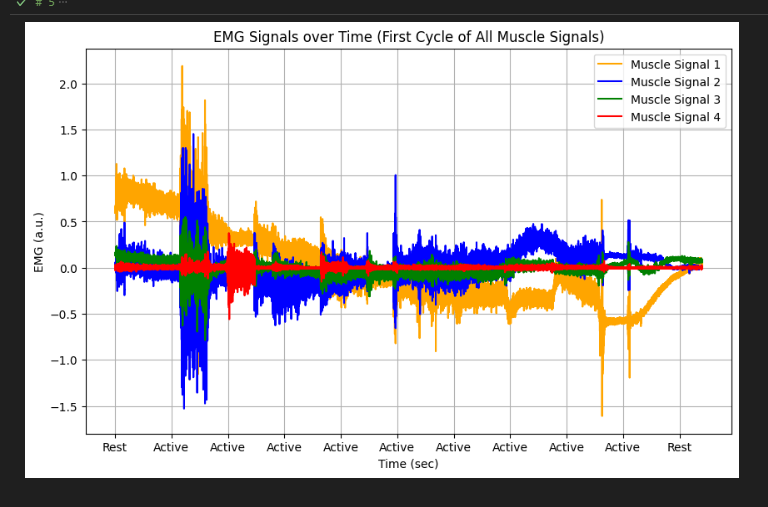 # 5 ...
EMG Signals over Time (First Cycle of All Muscle Signals)
Muscle Signal 1
Muscle Signal 2
Muscle Signal 3
Muscle Signal 4
2.0
1.5
1.0
0.5
0.0
−0.5
−1.0
−1.5
EMG (a.u.)
Rest Active Active Active Active Active Active Active Active Active Rest
Time (sec)